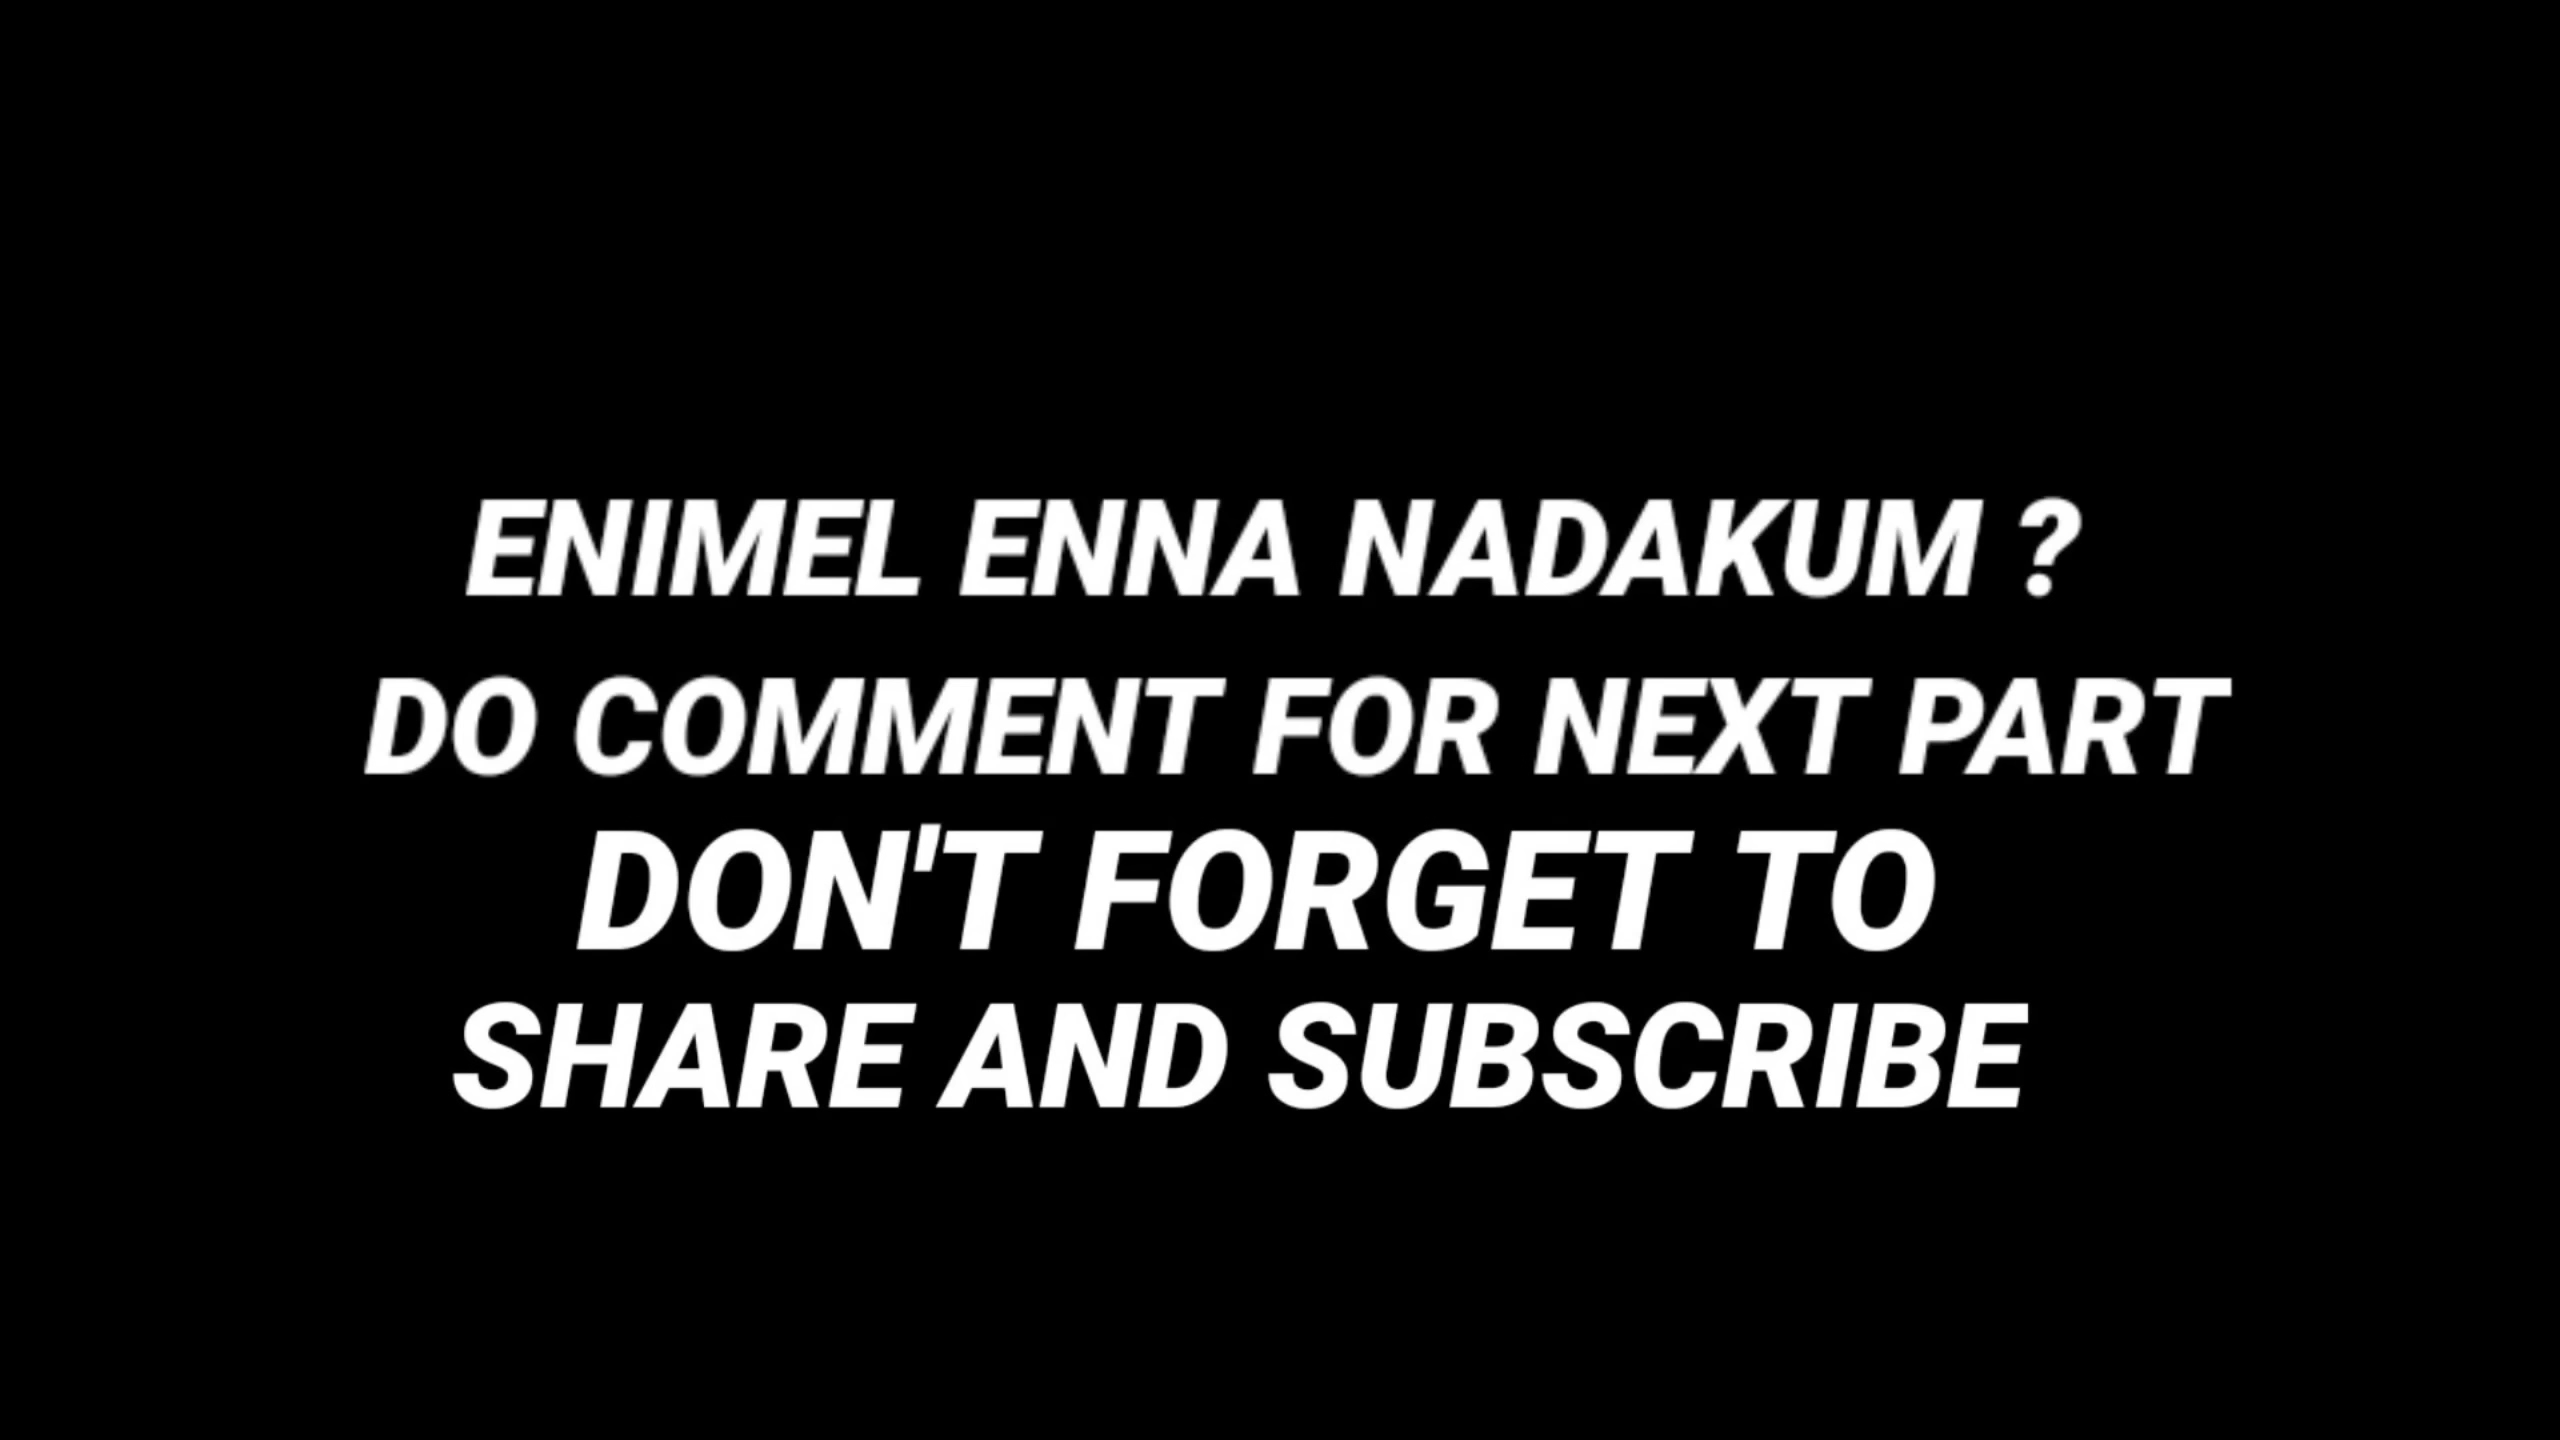 ENIMEL ENNA NADAKUM ?
DO COMMENT FOR NEXT PART
DON'T FORGET TO
SHARE AND SUBSCRIBE